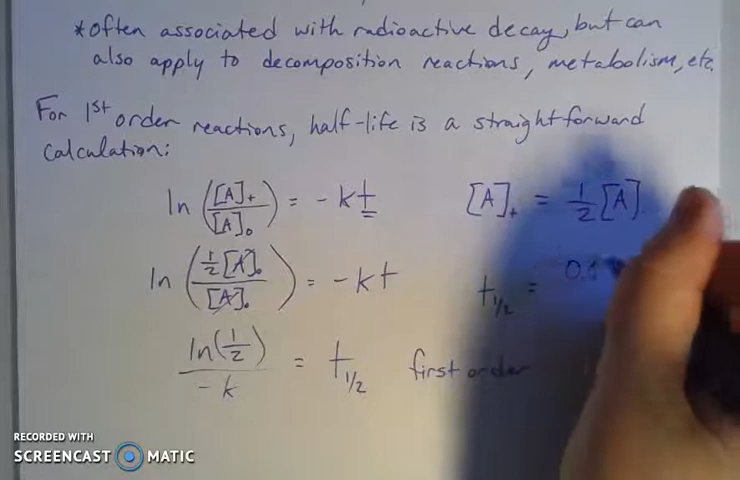 *Often associated with radioactive decay, but can
also apply to decomposition reactions, metabolism, etc.
For 1st order reactions, half-life is a straightforward
calculation:
ln([A]t/[A]0) = -kt
[A]t = 1/2[A]
ln(1/2[A]0/[A]0) = -kt
t1/2 =
ln(1/2)/-k = t1/2 first order
RECORDED WITH
SCREENCAST MATIC